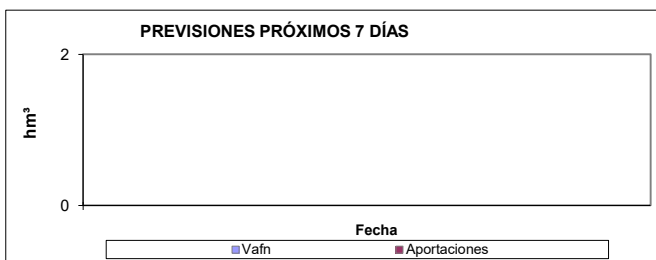 PREVISIONES PRÓXIMOS 7 DÍAS
2
hm³
0
Fecha
Vafn Aportaciones